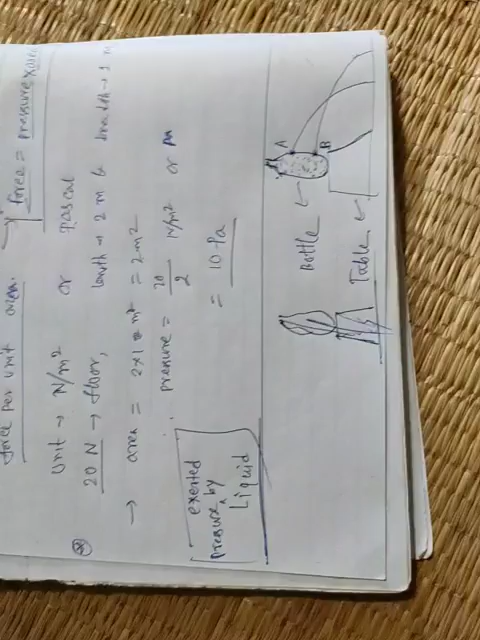 force per unit area. → force = pressure x area
Unit → N/m² or pascal
20 N → floor, length → 2 m & breadth → 1 m
→ area = 2×1 m² = 2 m²
∴ pressure = 20/2 N/m² or Pa
= 10 Pa
exerted
pressure by
^
Liquid
A
B
Bottle ←
Table ←